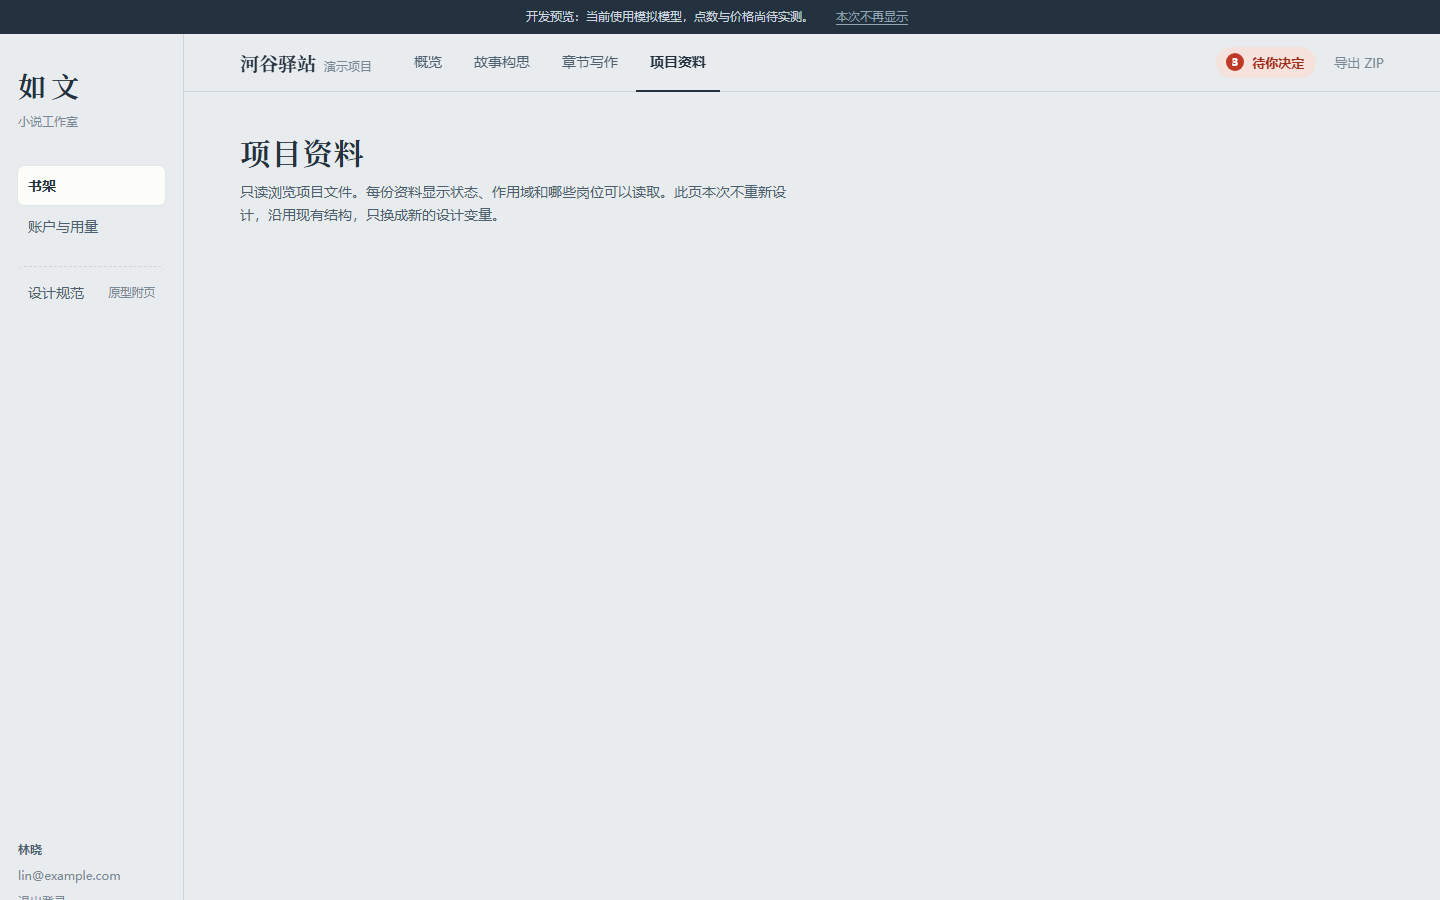 开发预览：当前使用模拟模型，点数与价格尚待实测。 本次不再显示
如文
小说工作室
书架
账户与用量
设计规范 原型附页
河谷驿站 演示项目 概览 故事构思 章节写作 项目资料 3 待你决定 导出 ZIP
项目资料
只读浏览项目文件。每份资料显示状态、作用域和哪些岗位可以读取。此页本次不重新设
计，沿用现有结构，只换成新的设计变量。
林晓
lin@example.com
退出登录